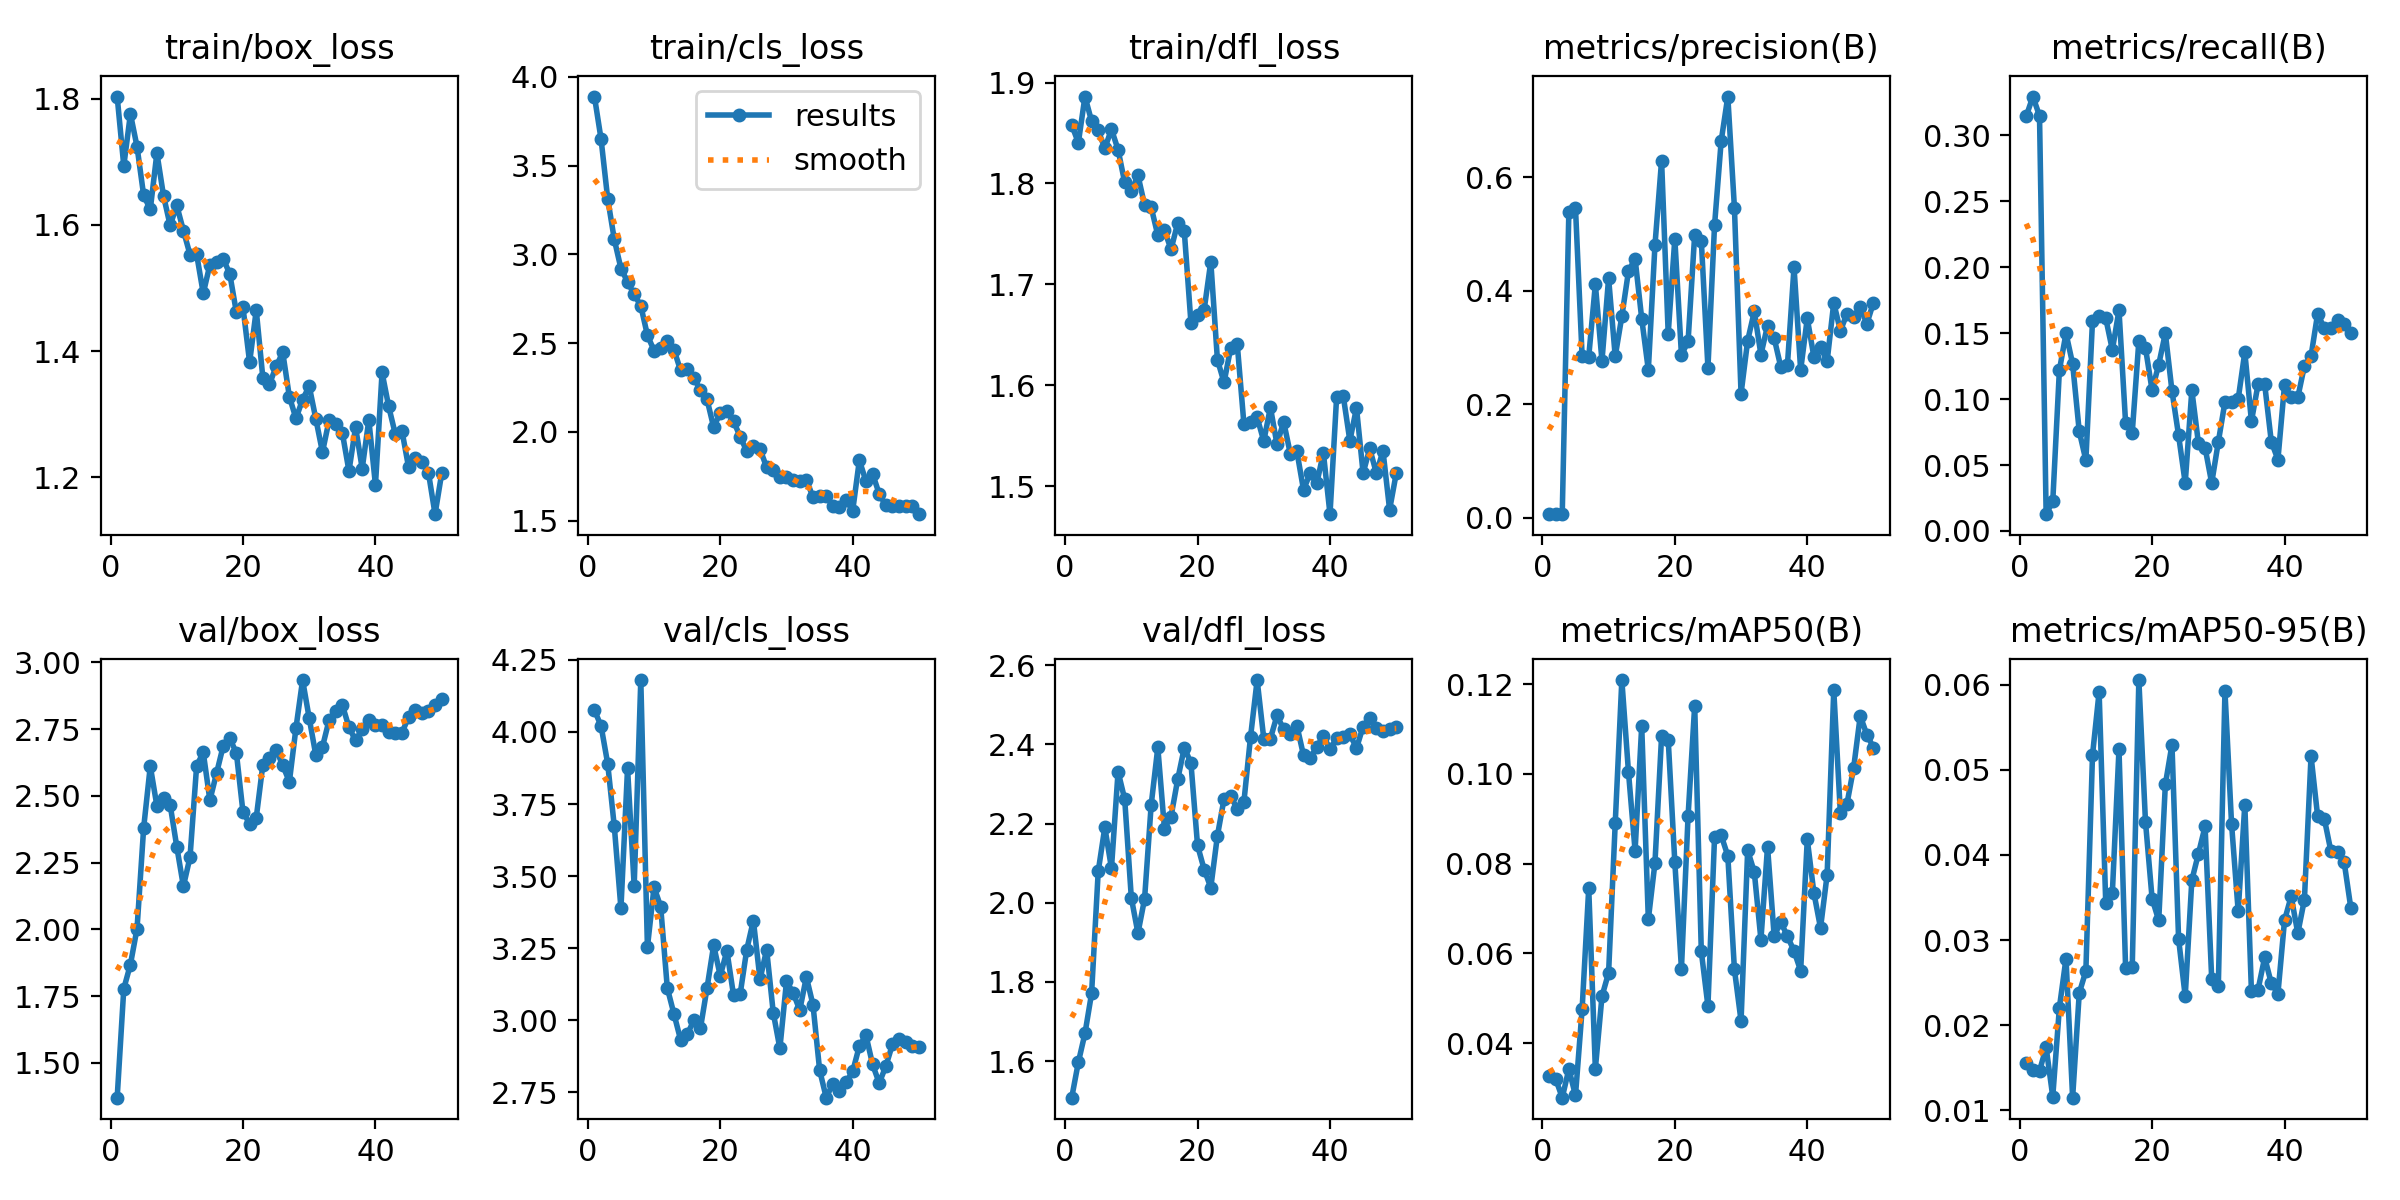 train/box_loss
1.8
1.6
1.4
1.2
0 20 40
train/cls_loss
results
smooth
4.0
3.5
3.0
2.5
2.0
1.5
0 20 40
train/dfl_loss
1.9
1.8
1.7
1.6
1.5
0 20 40
metrics/precision(B)
0.6
0.4
0.2
0.0
0 20 40
metrics/recall(B)
0.30
0.25
0.20
0.15
0.10
0.05
0.00
0 20 40
val/box_loss
3.00
2.75
2.50
2.25
2.00
1.75
1.50
0 20 40
val/cls_loss
4.25
4.00
3.75
3.50
3.25
3.00
2.75
0 20 40
val/dfl_loss
2.6
2.4
2.2
2.0
1.8
1.6
0 20 40
metrics/mAP50(B)
0.12
0.10
0.08
0.06
0.04
0 20 40
metrics/mAP50-95(B)
0.06
0.05
0.04
0.03
0.02
0.01
0 20 40